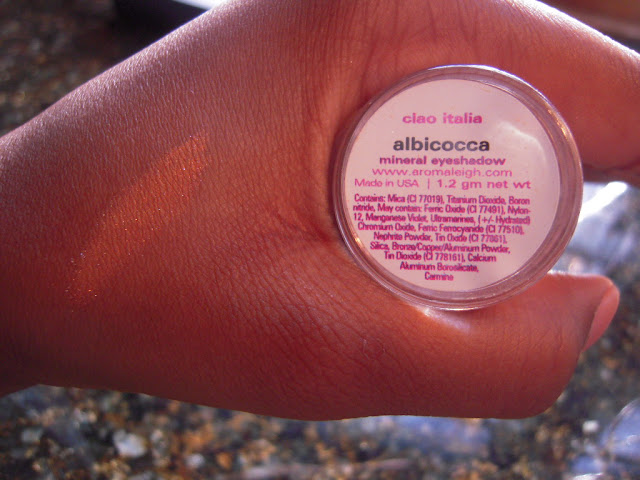 ciao italia
albicocca
mineral eyeshadow
www.aromaleigh.com
Made in USA | 1.2 gm net wt
Containt: Mica (CI 77019), Titanium Dioxide, Boron
nitride, May contain: Ferric Oxide (CI 77491), Nylon-
12, Manganese Violet, Ultramarines, (+/- Hydrated)
Chromium Oxide, Ferric Ferrocyanide (CI 77510),
Nephrite Powder, Tin Oxide (CI 77861),
Silica, Bronze/Copper/Aluminum Powder,
Tin Dioxide (CI 778161), Calcium
Aluminum Borosilicate,
Carmine